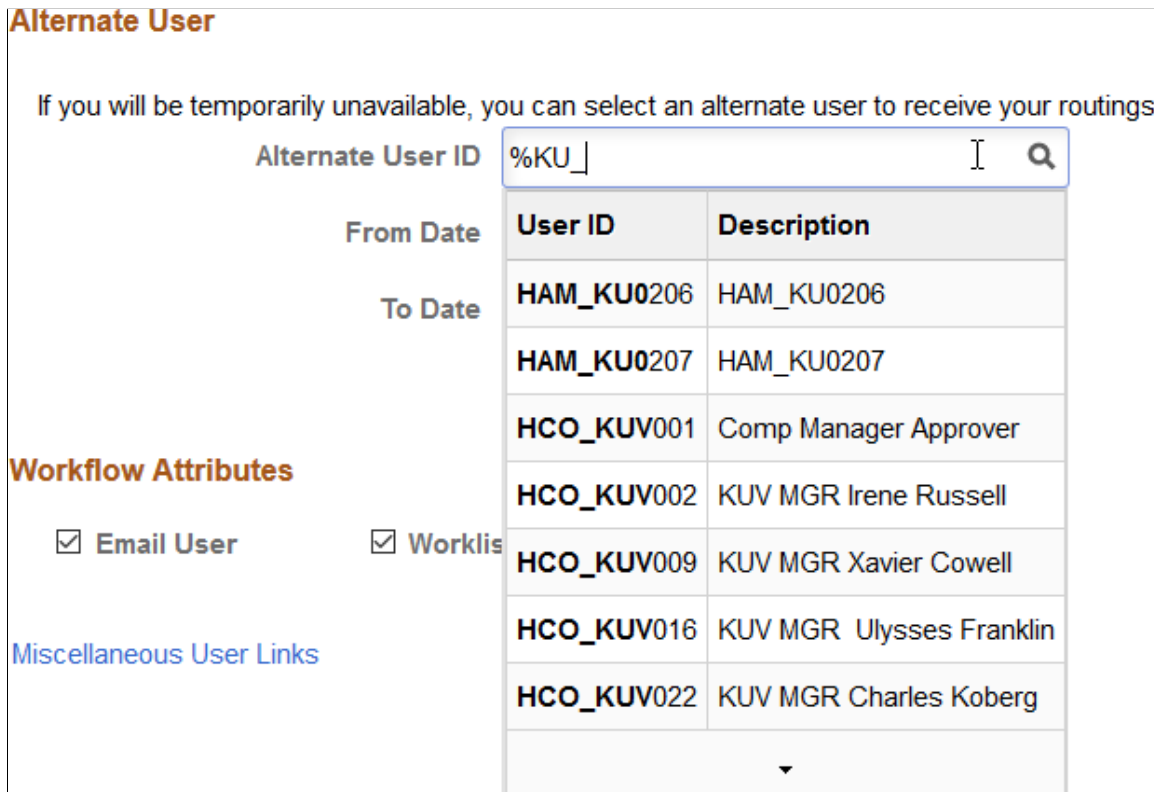 Alternate User
If you will be temporarily unavailable, you can select an alternate user to receive your routings
Alternate User ID %KU_
From Date
To Date
User ID Description
HAM_KU0206 HAM_KU0206
HAM_KU0207 HAM_KU0207
HCO_KUV001 Comp Manager Approver
HCO_KUV002 KUV MGR Irene Russell
HCO_KUV009 KUV MGR Xavier Cowell
HCO_KUV016 KUV MGR  Ulysses Franklin
HCO_KUV022 KUV MGR Charles Koberg
Workflow Attributes
Email User Worklis
Miscellaneous User Links